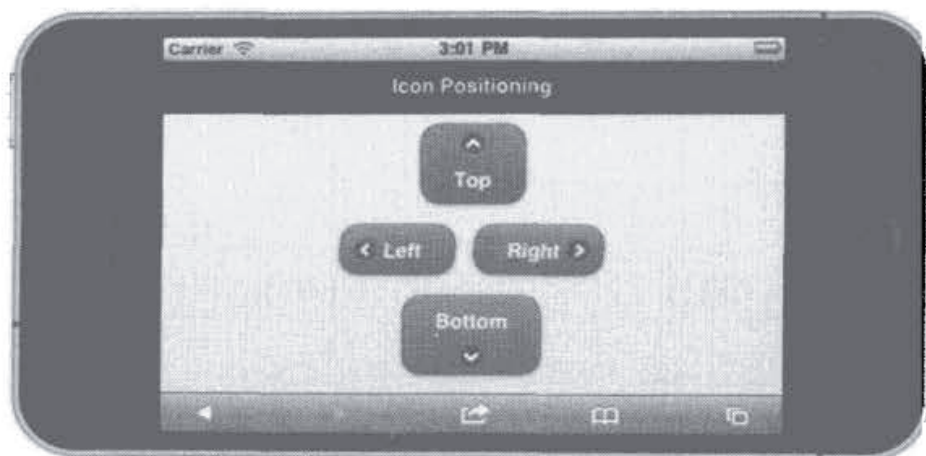 Carrier 3:01 PM
Icon Positioning
Top
Left Right
Bottom